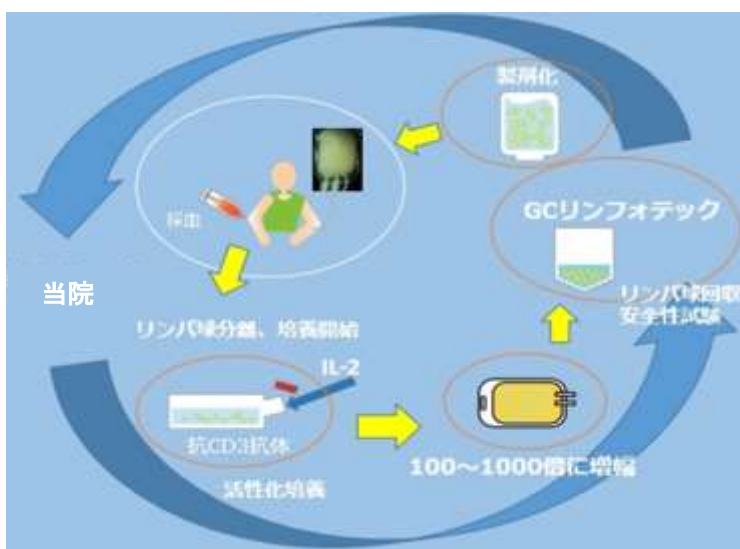 製剤化
採血
GCリンフォテック
リンパ球回収
安全性試験
当院
リンパ球分離、培養開始
IL-2
抗CD3抗体
活性化培養
100～1000倍に増幅